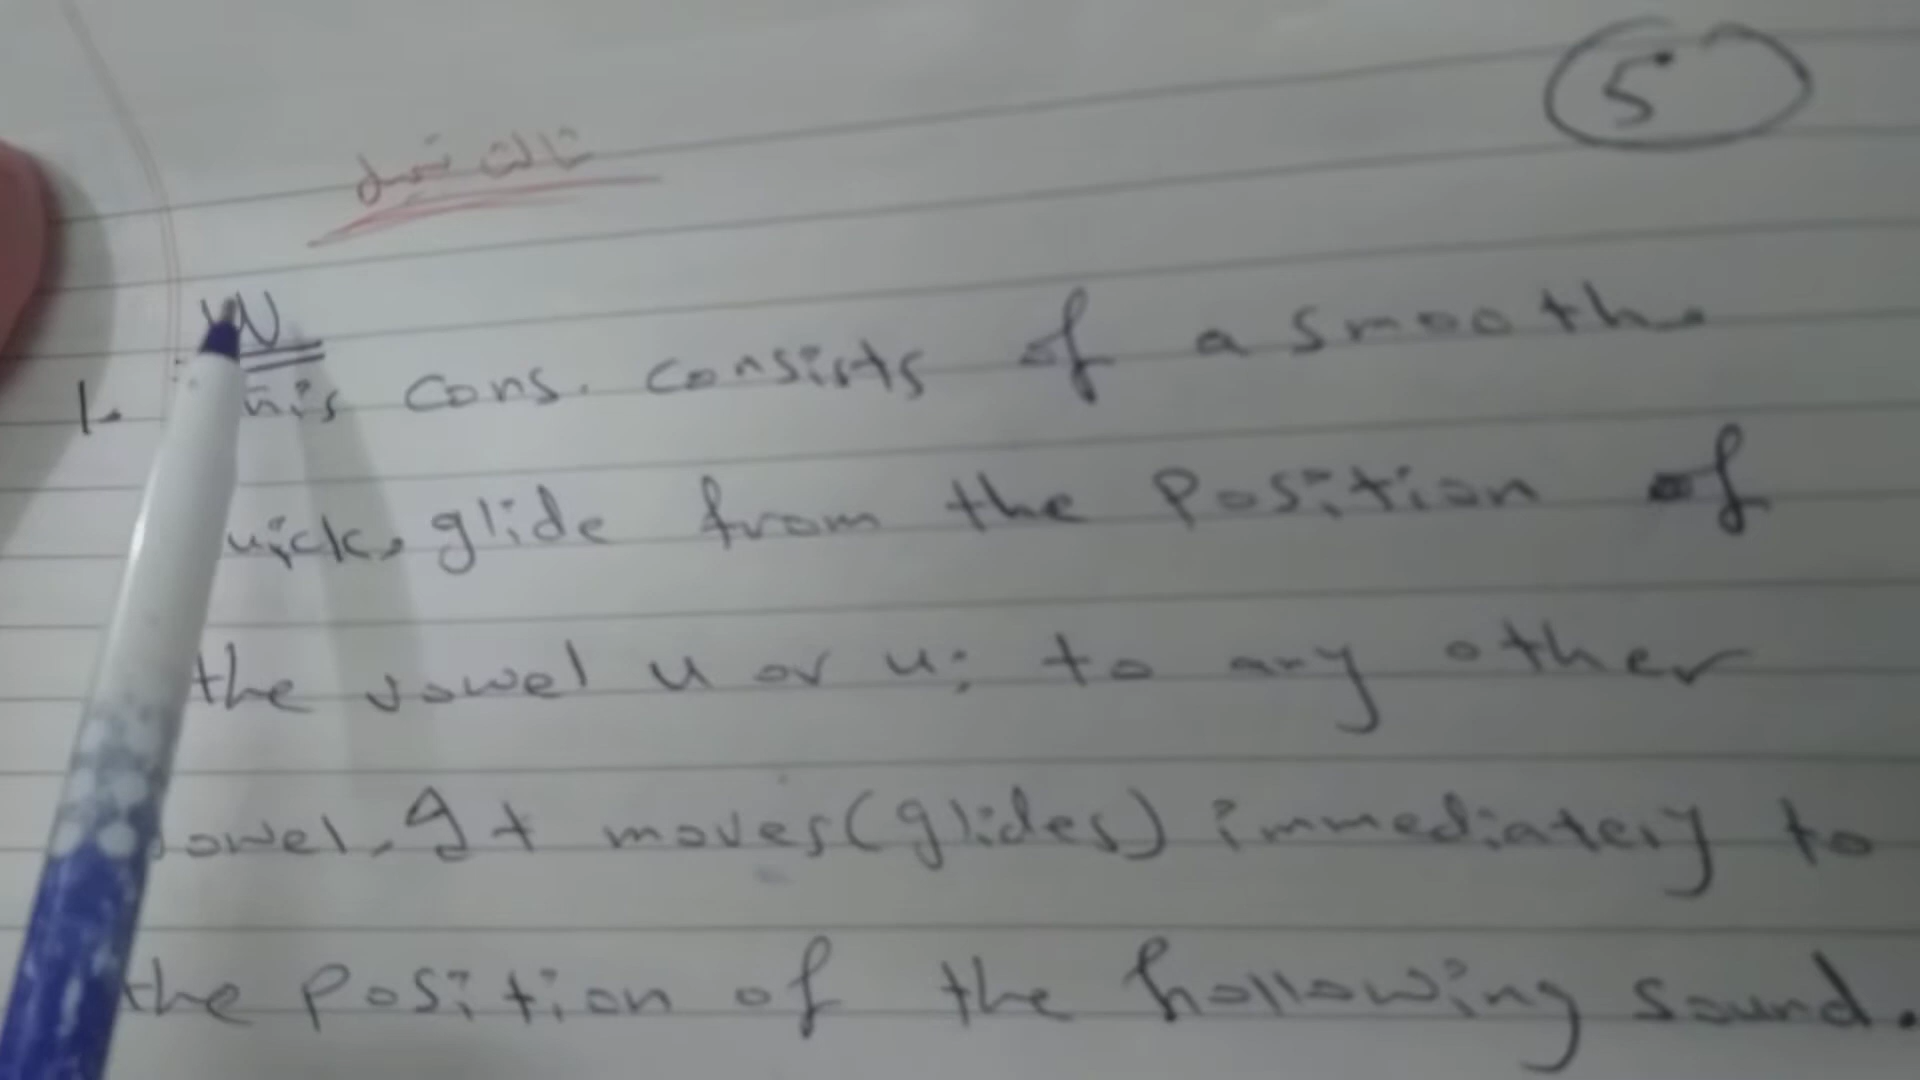 5
ثالث
W
1. This cons. consists of a smooth
quick, glide from the position of
the vowel u or u: to any other
vowel. It moves (glides) immediately to
the position of the following sound.